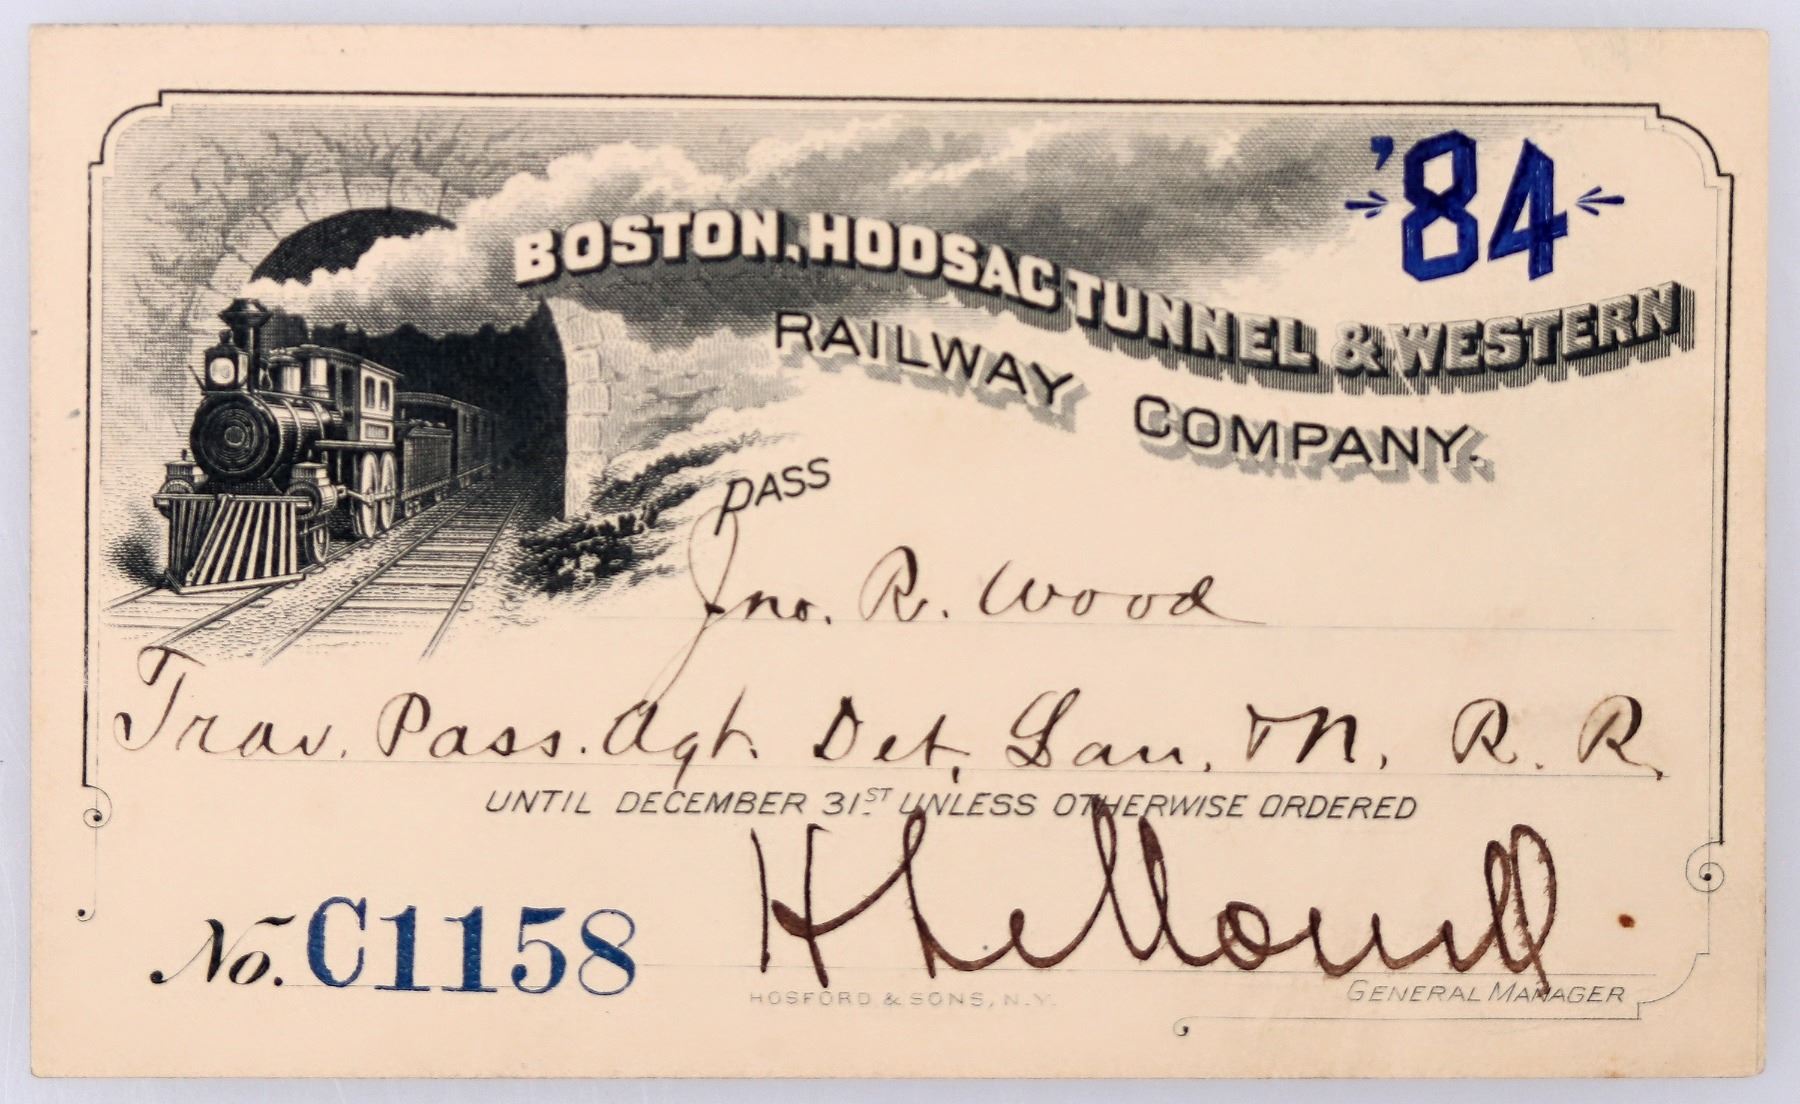 '84
BOSTON, HOOSAC TUNNEL & WESTERN
RAILWAY COMPANY.
PASS
Jno. R. Wood
Trav. Pass. Agt. Det, Lan, & N, R. R.
UNTIL DECEMBER 31ST UNLESS OTHERWISE ORDERED
No. C1158
HOSFORD & SONS, N.Y.
GENERAL MANAGER